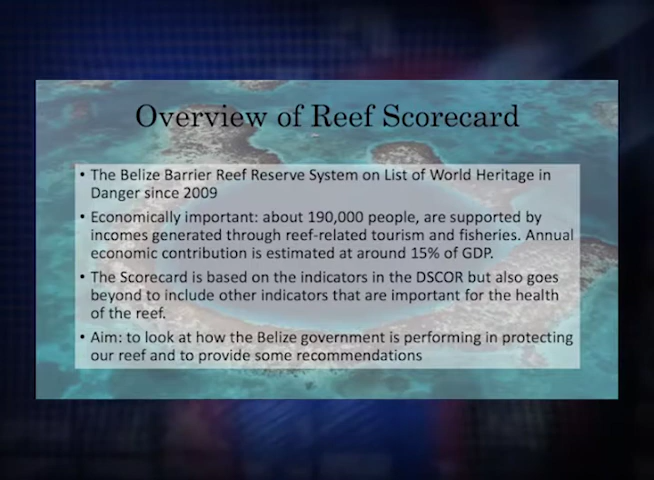 Overview of Reef Scorecard
• The Belize Barrier Reef Reserve System on List of World Heritage in
Danger since 2009
• Economically important: about 190,000 people, are supported by
incomes generated through reef-related tourism and fisheries. Annual
economic contribution is estimated at around 15% of GDP.
• The Scorecard is based on the indicators in the DSCOR but also goes
beyond to include other indicators that are important for the health
of the reef.
• Aim: to look at how the Belize government is performing in protecting
our reef and to provide some recommendations